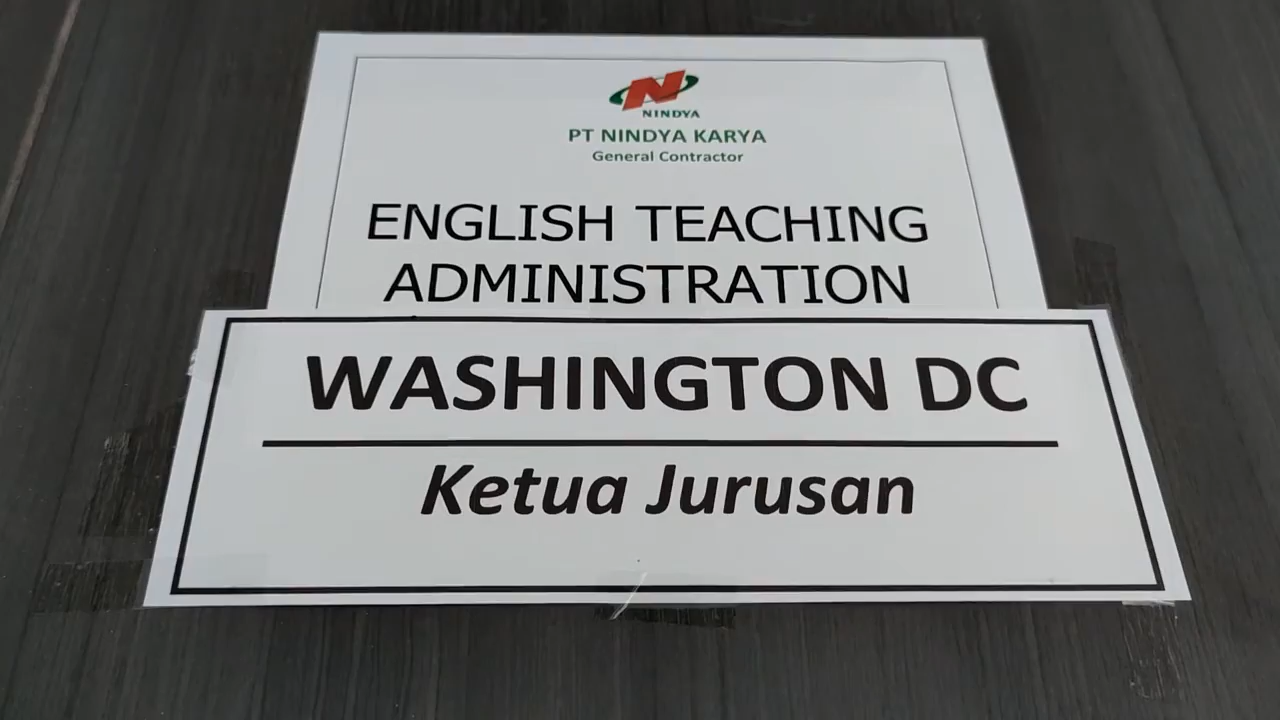 NINDYA
PT NINDYA KARYA
General Contractor
ENGLISH TEACHING
ADMINISTRATION
WASHINGTON DC
Ketua Jurusan